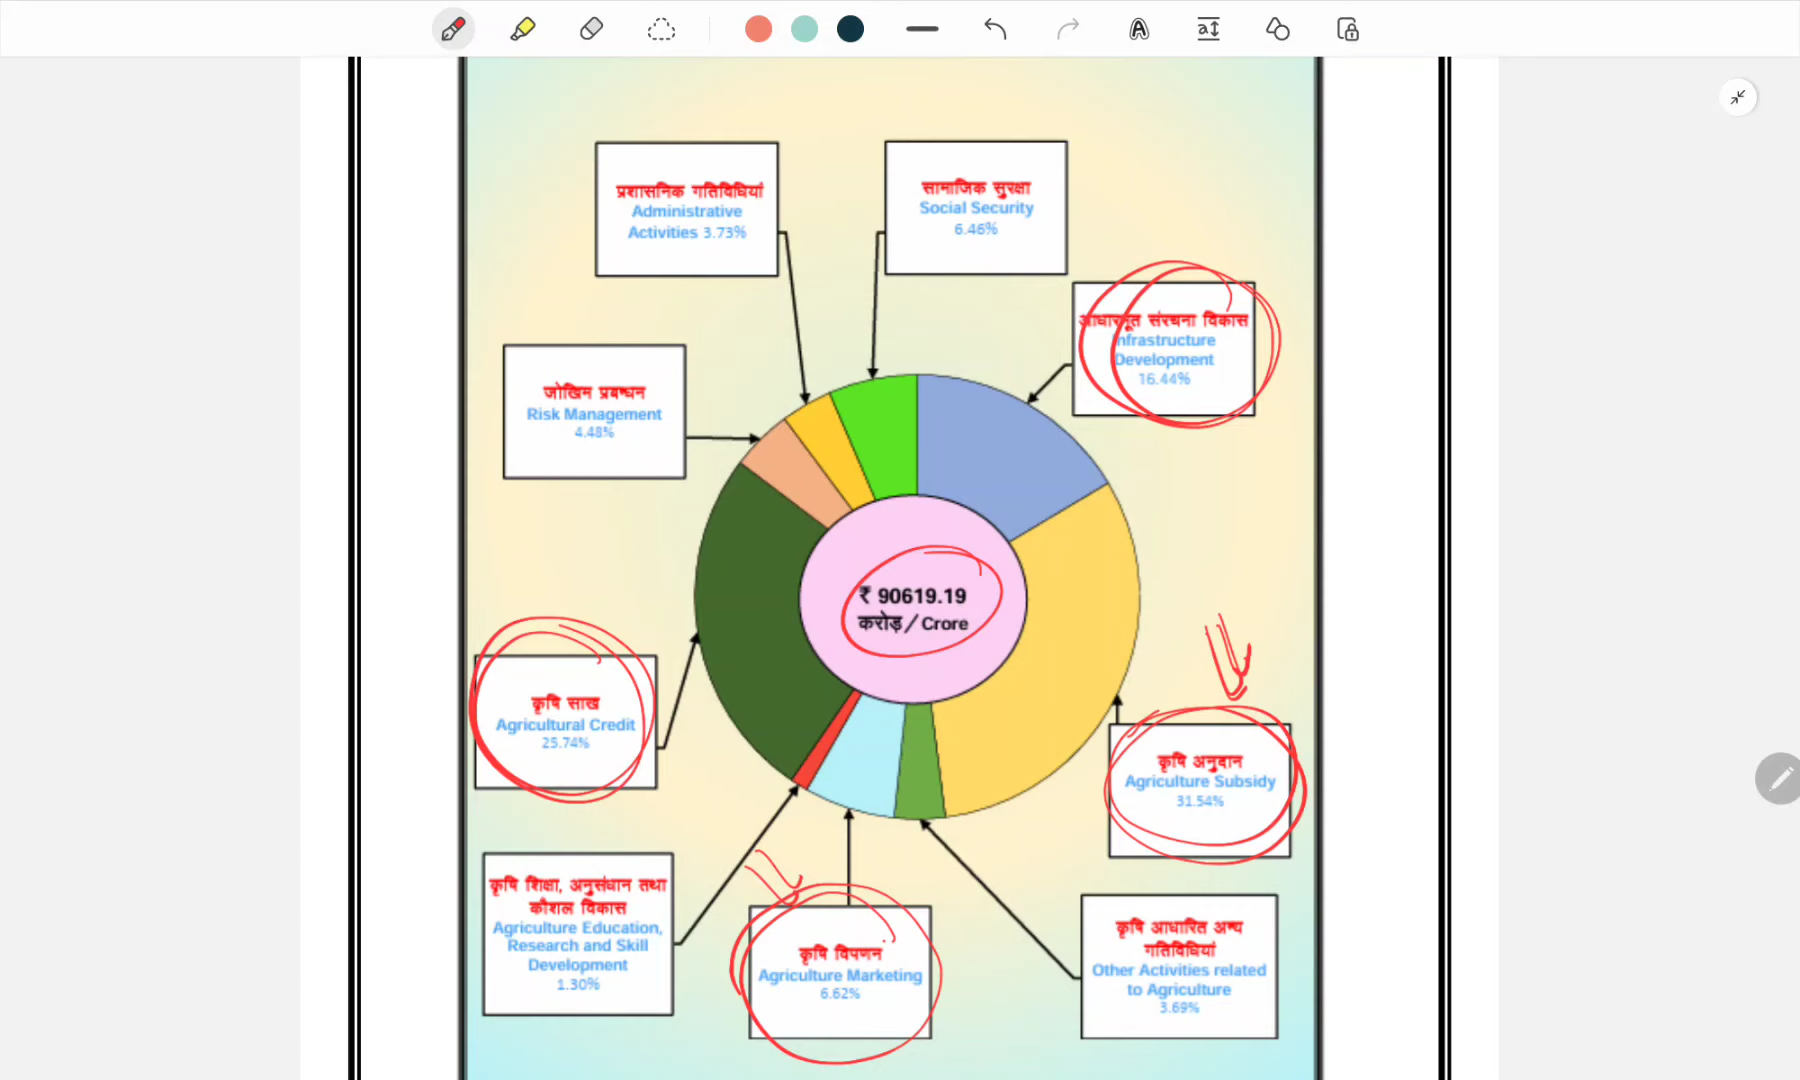 प्रशासनिक गतिविधियां
Administrative
Activities 3.73%
सामाजिक सुरक्षा
Social Security
6.46%
आधारभूत संरचना विकास
Infrastructure
Development
16.44%
जोखिम प्रबन्धन
Risk Management
4.48%
₹ 90619.19
करोड़/Crore
कृषि साख
Agricultural Credit
25.74%
कृषि अनुदान
Agriculture Subsidy
31.54%
कृषि शिक्षा, अनुसंधान तथा
कौशल विकास
Agriculture Education,
Research and Skill
Development
1.30%
कृषि विपणन
Agriculture Marketing
6.62%
कृषि आधारित अन्य
गतिविधियां
Other Activities related
to Agriculture
3.69%